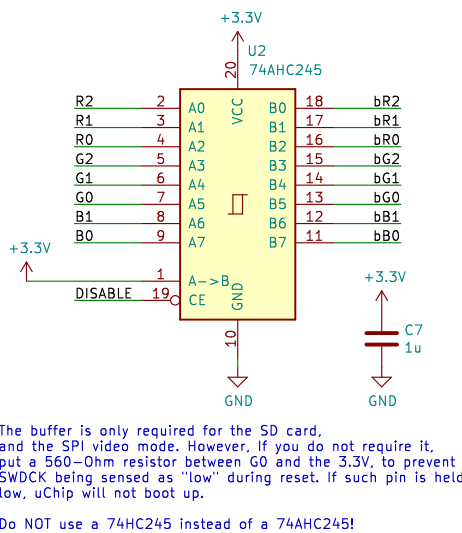 +3.3V
U2
74AHC245
20
VCC
R2 2 A0 B0 18 bR2
R1 3 A1 B1 17 bR1
R0 4 A2 B2 16 bR0
G2 5 A3 B3 15 bG2
G1 6 A4 B4 14 bG1
G0 7 A5 B5 13 bG0
B1 8 A6 B6 12 bB1
B0 9 A7 B7 11 bB0
+3.3V
1 A->B
DISABLE 19 CE
GND
10
GND
+3.3V
C7
1u
GND
The buffer is only required for the SD card,
and the SPI video mode. However, If you do not require it,
put a 560-Ohm resistor between G0 and the 3.3V, to prevent
SWDCK being sensed as "low" during reset. If such pin is held
low, uChip will not boot up.
Do NOT use a 74HC245 instead of a 74AHC245!